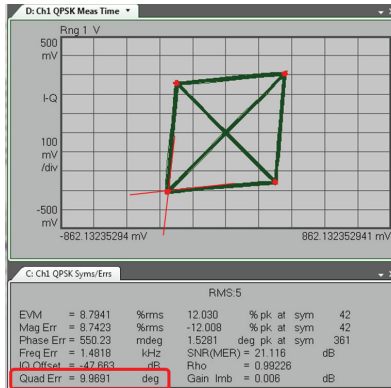 D: Ch1 QPSK Meas Time
Rng 1 V
500
mV
I-Q
100
mV
/div
-500
mV
-862.13235294 mV 862.132352941 mV
C: Ch1 QPSK Syms/Errs
RMS:5
EVM = 8.7941 %rms 12.030 % pk at sym 42
Mag Err = 8.7423 %rms -12.008 % pk at sym 42
Phase Err = 550.23 mdeg 1.5281 deg pk at sym 361
Freq Err = 1.4818 kHz SNR(MER) = 21.116 dB
IQ Offset = -47.663 dB Rho = 0.99226
Quad Err = 9.9691 deg Gain Imb = 0.006 dB